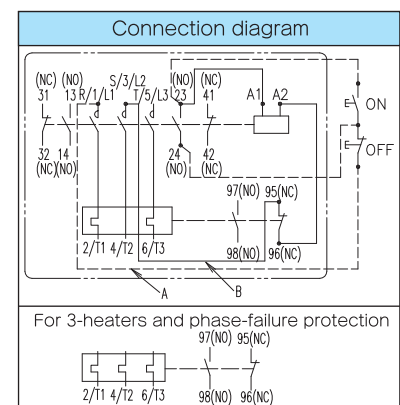 Connection diagram
S/3/L2
(NC) (NO) R/1/L1 T/5/L3 (NO) (NC)
31 13 23 41 A1 A2
ON
OFF
32 14 24 42
(NC)(NO) (NO) (NC)
97(NO) 95(NC)
2/T1 4/T2 6/T3 98(NO) 96(NC)
A B
For 3-heaters and phase-failure protection
97(NO) 95(NC)
2/T1 4/T2 6/T3 98(NO) 96(NC)